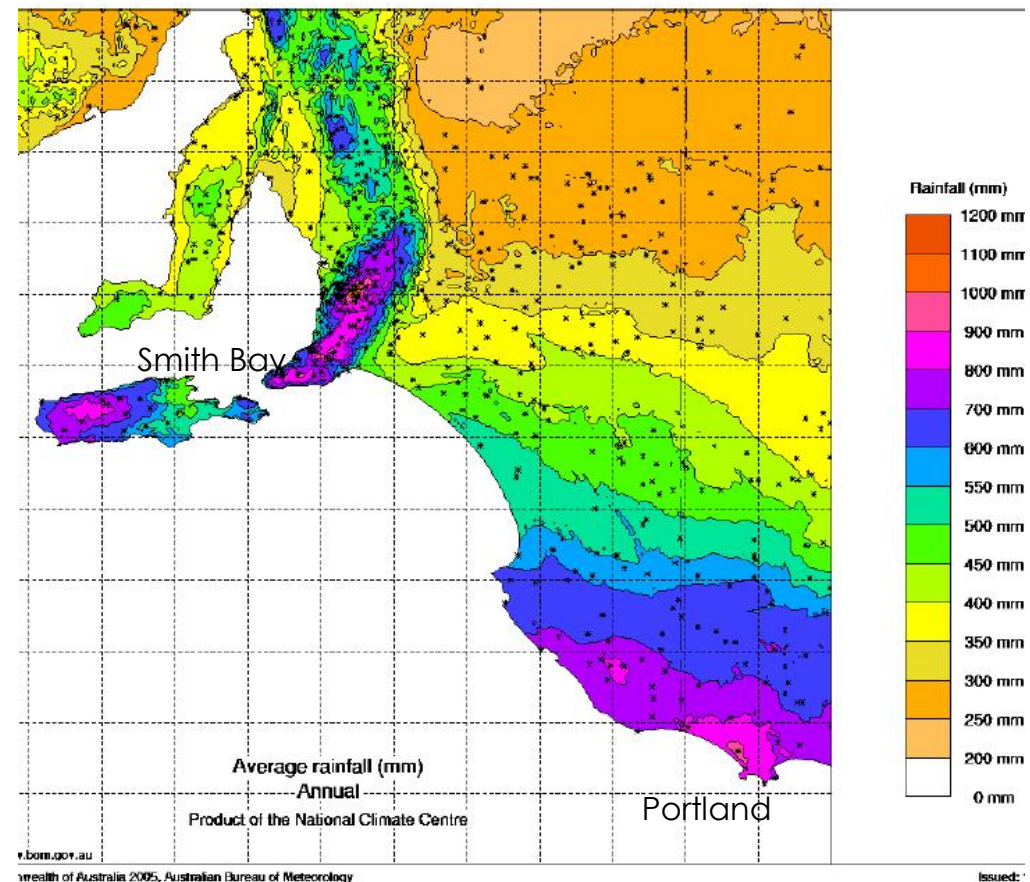 Smith Bay
Portland
Average rainfall (mm)
Annual
Product of the National Climate Centre
Rainfall (mm)
1200 mm
1100 mm
1000 mm
900 mm
800 mm
700 mm
600 mm
550 mm
500 mm
450 mm
400 mm
350 mm
300 mm
250 mm
200 mm
0 mm
.bom.gov.au
wealth of Australia 2005, Australian Bureau of Meteorology
Issued: